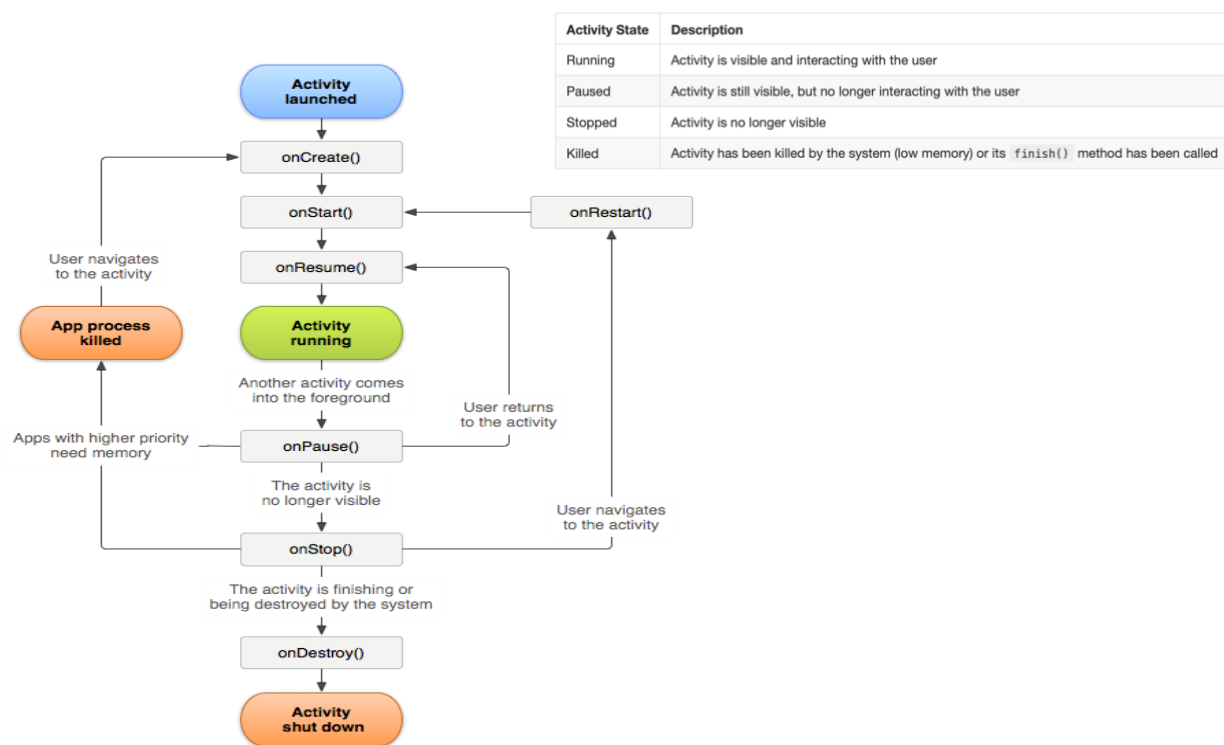 Activity State Description
Running Activity is visible and interacting with the user
Paused Activity is still visible, but no longer interacting with the user
Stopped Activity is no longer visible
Killed Activity has been killed by the system (low memory) or its finish() method has been called
Activity
launched
onCreate()
onStart()
onRestart()
User navigates
to the activity
onResume()
App process
killed
Activity
running
Another activity comes
into the foreground
User returns
to the activity
Apps with higher priority
need memory
onPause()
The activity is
no longer visible
User navigates
to the activity
onStop()
The activity is finishing or
being destroyed by the system
onDestroy()
Activity
shut down